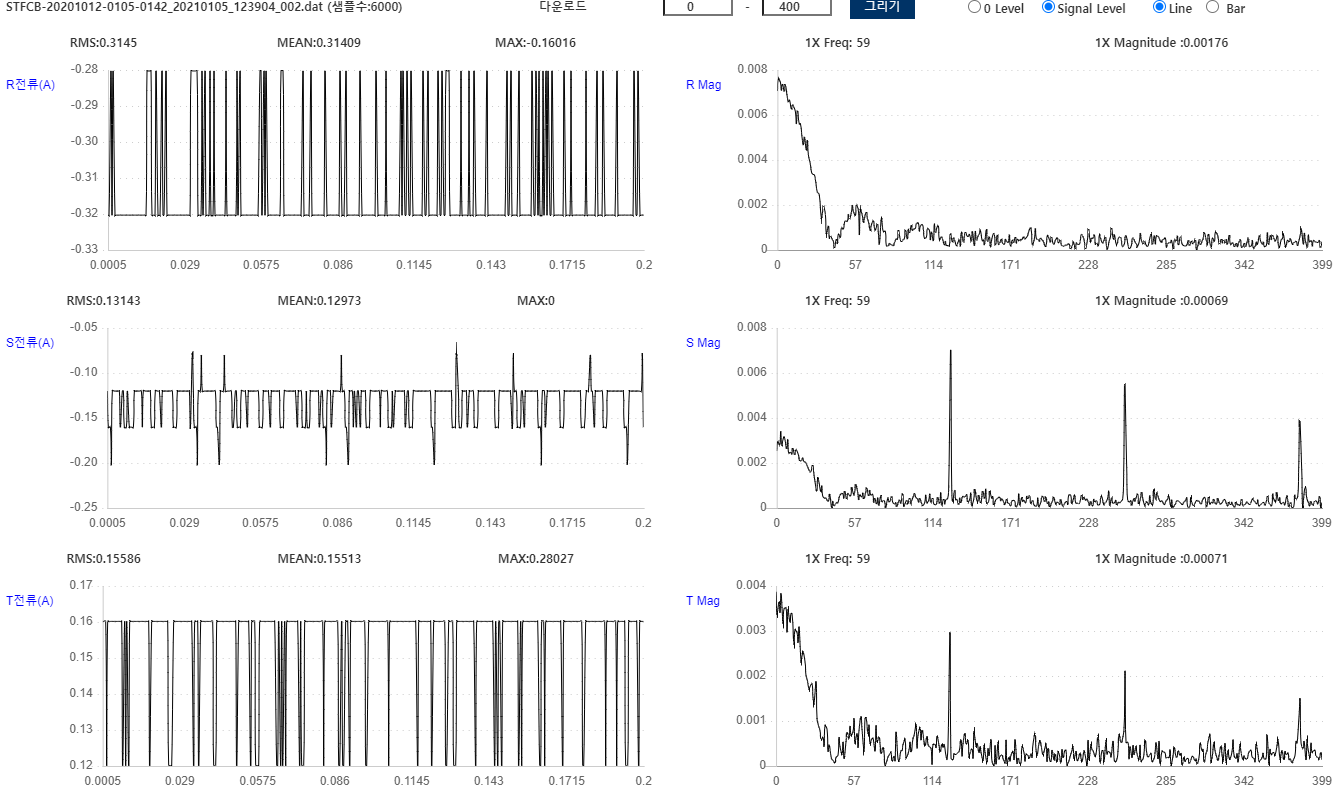 STFCB-20201012-0105-0142_20210105_123904_002.dat (샘플수:6000) 다운로드 0 - 400 그리기 0 Level Signal Level Line Bar
RMS:0.3145 MEAN:0.31409 MAX:-0.16016 1X Freq: 59 1X Magnitude :0.00176
R전류(A)
-0.28
-0.29
-0.30
-0.31
-0.32
-0.33
0.0005 0.029 0.0575 0.086 0.1145 0.143 0.1715 0.2
R Mag
0.008
0.006
0.004
0.002
0
0 57 114 171 228 285 342 399
RMS:0.13143 MEAN:0.12973 MAX:0 1X Freq: 59 1X Magnitude :0.00069
S전류(A)
-0.05
-0.10
-0.15
-0.20
-0.25
0.0005 0.029 0.0575 0.086 0.1145 0.143 0.1715 0.2
S Mag
0.008
0.006
0.004
0.002
0
0 57 114 171 228 285 342 399
RMS:0.15586 MEAN:0.15513 MAX:0.28027 1X Freq: 59 1X Magnitude :0.00071
T전류(A)
0.17
0.16
0.15
0.14
0.13
0.12
0.0005 0.029 0.0575 0.086 0.1145 0.143 0.1715 0.2
T Mag
0.004
0.003
0.002
0.001
0
0 57 114 171 228 285 342 399